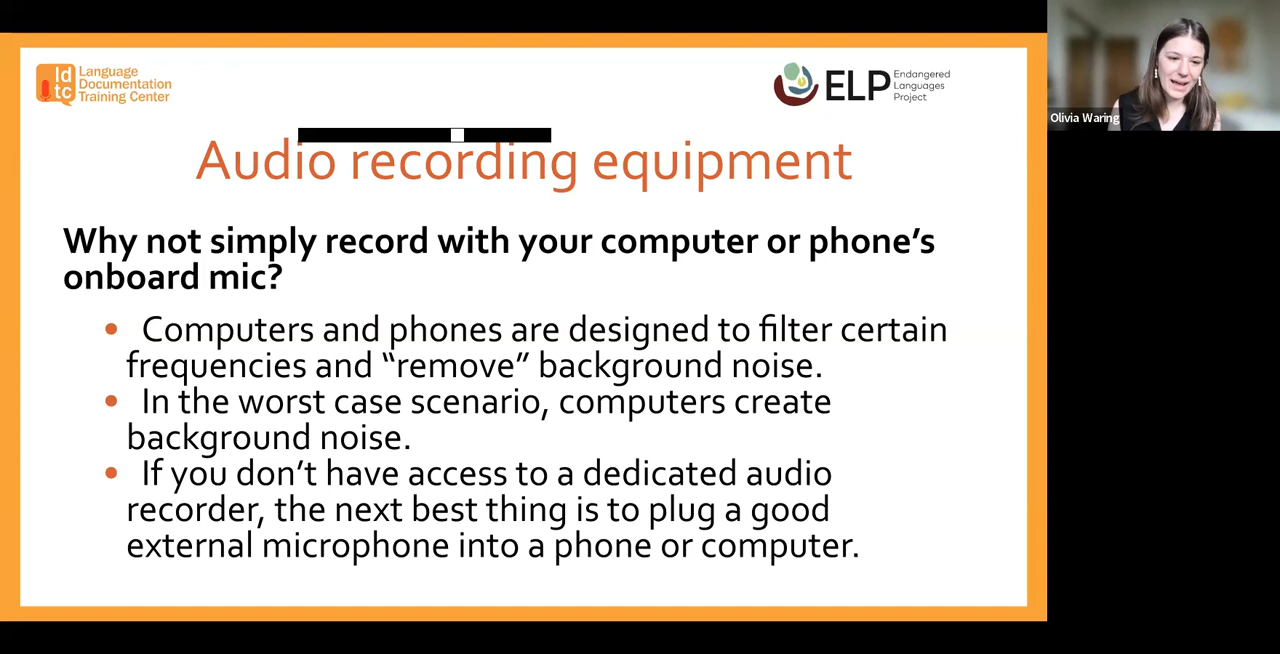 ld
tc
Language
Documentation
Training Center
ELP
Endangered
Languages
Project
Olivia Waring
Audio recording equipment
Why not simply record with your computer or phone’s
onboard mic?
• Computers and phones are designed to filter certain
frequencies and “remove” background noise.
• In the worst case scenario, computers create
background noise.
• If you don’t have access to a dedicated audio
recorder, the next best thing is to plug a good
external microphone into a phone or computer.